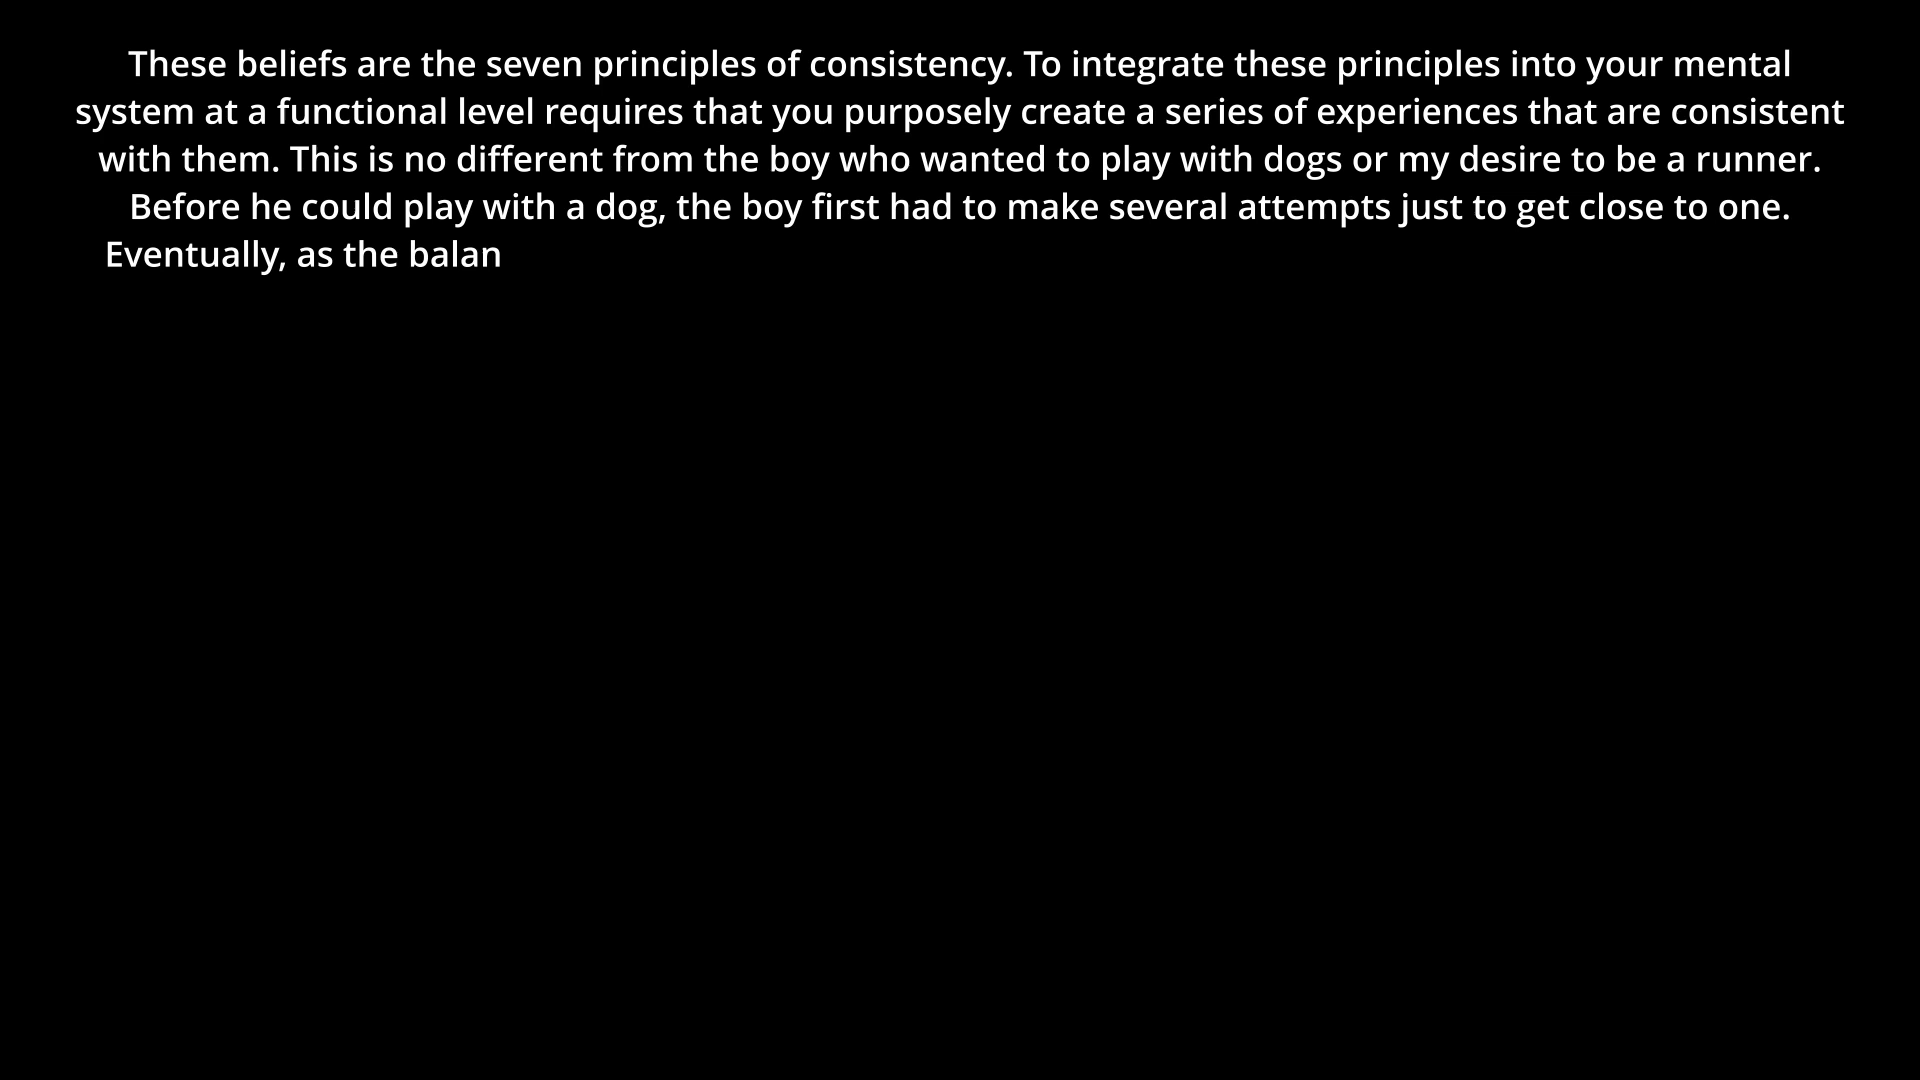 These beliefs are the seven principles of consistency. To integrate these principles into your mental
system at a functional level requires that you purposely create a series of experiences that are consistent
with them. This is no different from the boy who wanted to play with dogs or my desire to be a runner.
Before he could play with a dog, the boy first had to make several attempts just to get close to one.
Eventually, as the balan